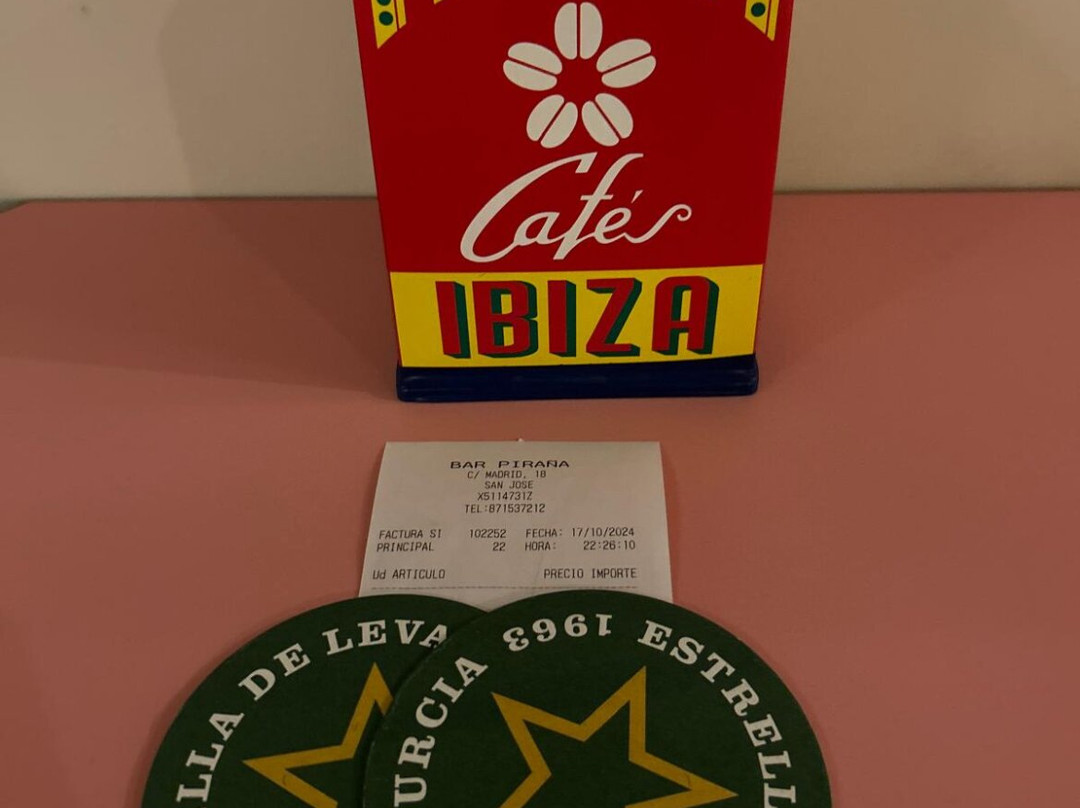 Cafés
IBIZA
BAR PIRAÑA
C/ MADRID, 18
SAN JOSE
X5114731Z
TEL:871537212
FACTURA SI 102252 FECHA: 17/10/2024
PRINCIPAL 22 HORA: 22:26:10
Ud ARTICULO PRECIO IMPORTE
LLA DE LEVA
URCIA 1963 ESTRELL